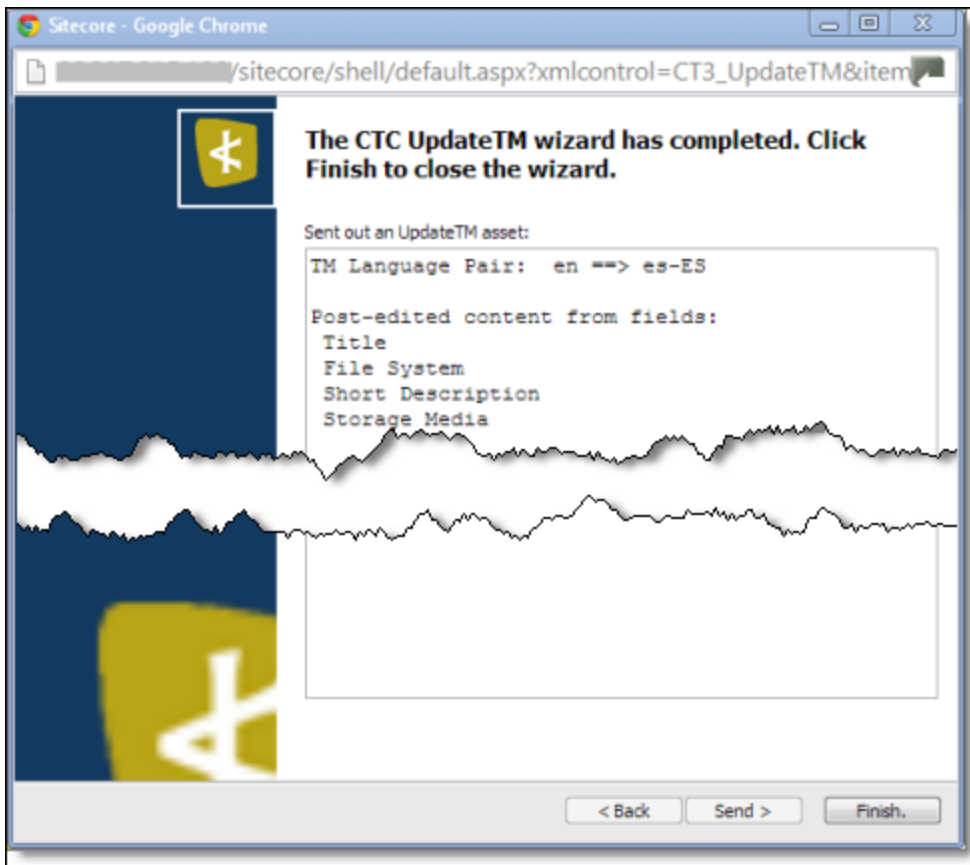 Sitecore - Google Chrome
/sitecore/shell/default.aspx?xmlcontrol=CT3_UpdateTM&item
The CTC UpdateTM wizard has completed. Click
Finish to close the wizard.
Sent out an UpdateTM asset:
TM Language Pair:  en ==> es-ES
Post-edited content from fields:
Title
File System
Short Description
Storage Media
< Back
Send >
Finish.